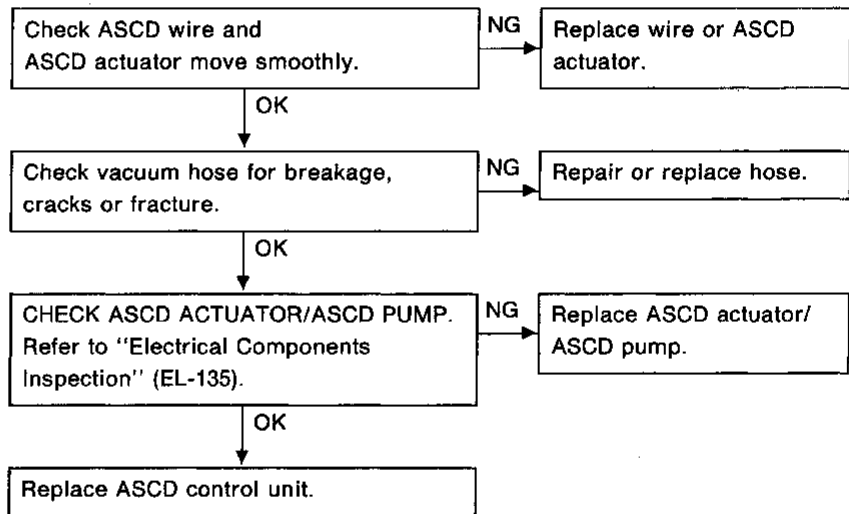 Check ASCD wire and
ASCD actuator move smoothly.
NG
Replace wire or ASCD
actuator.
OK
Check vacuum hose for breakage,
cracks or fracture.
NG
Repair or replace hose.
OK
CHECK ASCD ACTUATOR/ASCD PUMP.
Refer to "Electrical Components
Inspection" (EL-135).
NG
Replace ASCD actuator/
ASCD pump.
OK
Replace ASCD control unit.